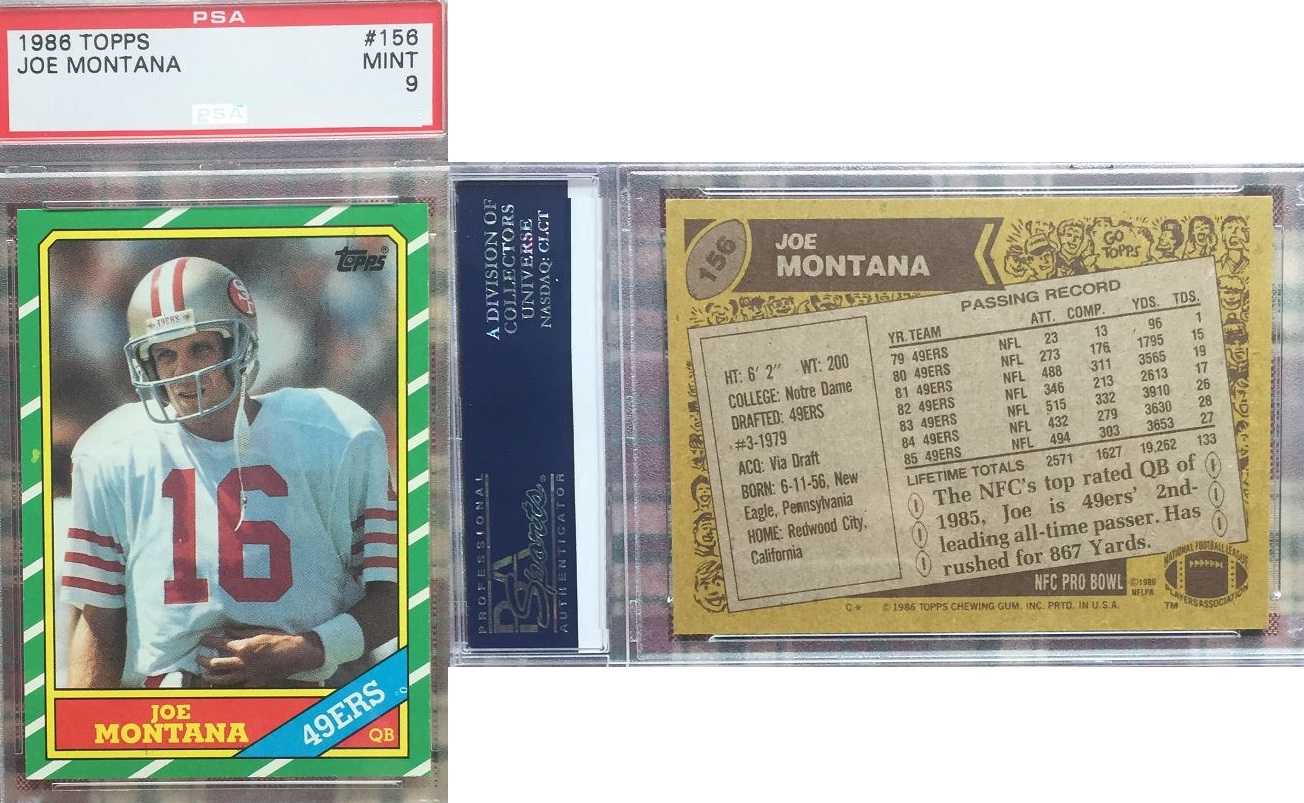 PSA
1986 TOPPS #156
JOE MONTANA MINT
9
PSA
TOPPS®
49ERS
SF
16
JOE
MONTANA
49ERS
QB
A DIVISION OF
COLLECTORS
UNIVERSE
NASDAQ: CLCT
PROFESSIONAL
PSA
Sports®
AUTHENTICATOR
156
JOE
MONTANA
GO
TOPPS
HT: 6' 2" WT: 200
COLLEGE: Notre Dame
DRAFTED: 49ERS
#3-1979
ACQ: Via Draft
BORN: 6-11-56, New
Eagle, Pennsylvania
HOME: Redwood City,
California
PASSING RECORD
YR. TEAM ATT. COMP. YDS. TDS.
79 49ERS NFL 23 13 96 1
80 49ERS NFL 273 176 1795 15
81 49ERS NFL 488 311 3565 19
82 49ERS NFL 346 213 2613 17
83 49ERS NFL 515 332 3910 26
84 49ERS NFL 432 279 3630 28
85 49ERS NFL 494 303 3653 27
LIFETIME TOTALS 2571 1627 19,262 133
The NFC's top rated QB of
1985, Joe is 49ers' 2nd-
leading all-time passer. Has
rushed for 867 Yards.
NFC PRO BOWL
©1986
NFLPA
NATIONAL FOOTBALL LEAGUE
PLAYERS ASSOCIATION
TM
C* © 1986 TOPPS CHEWING GUM, INC. PRTD. IN U.S.A.